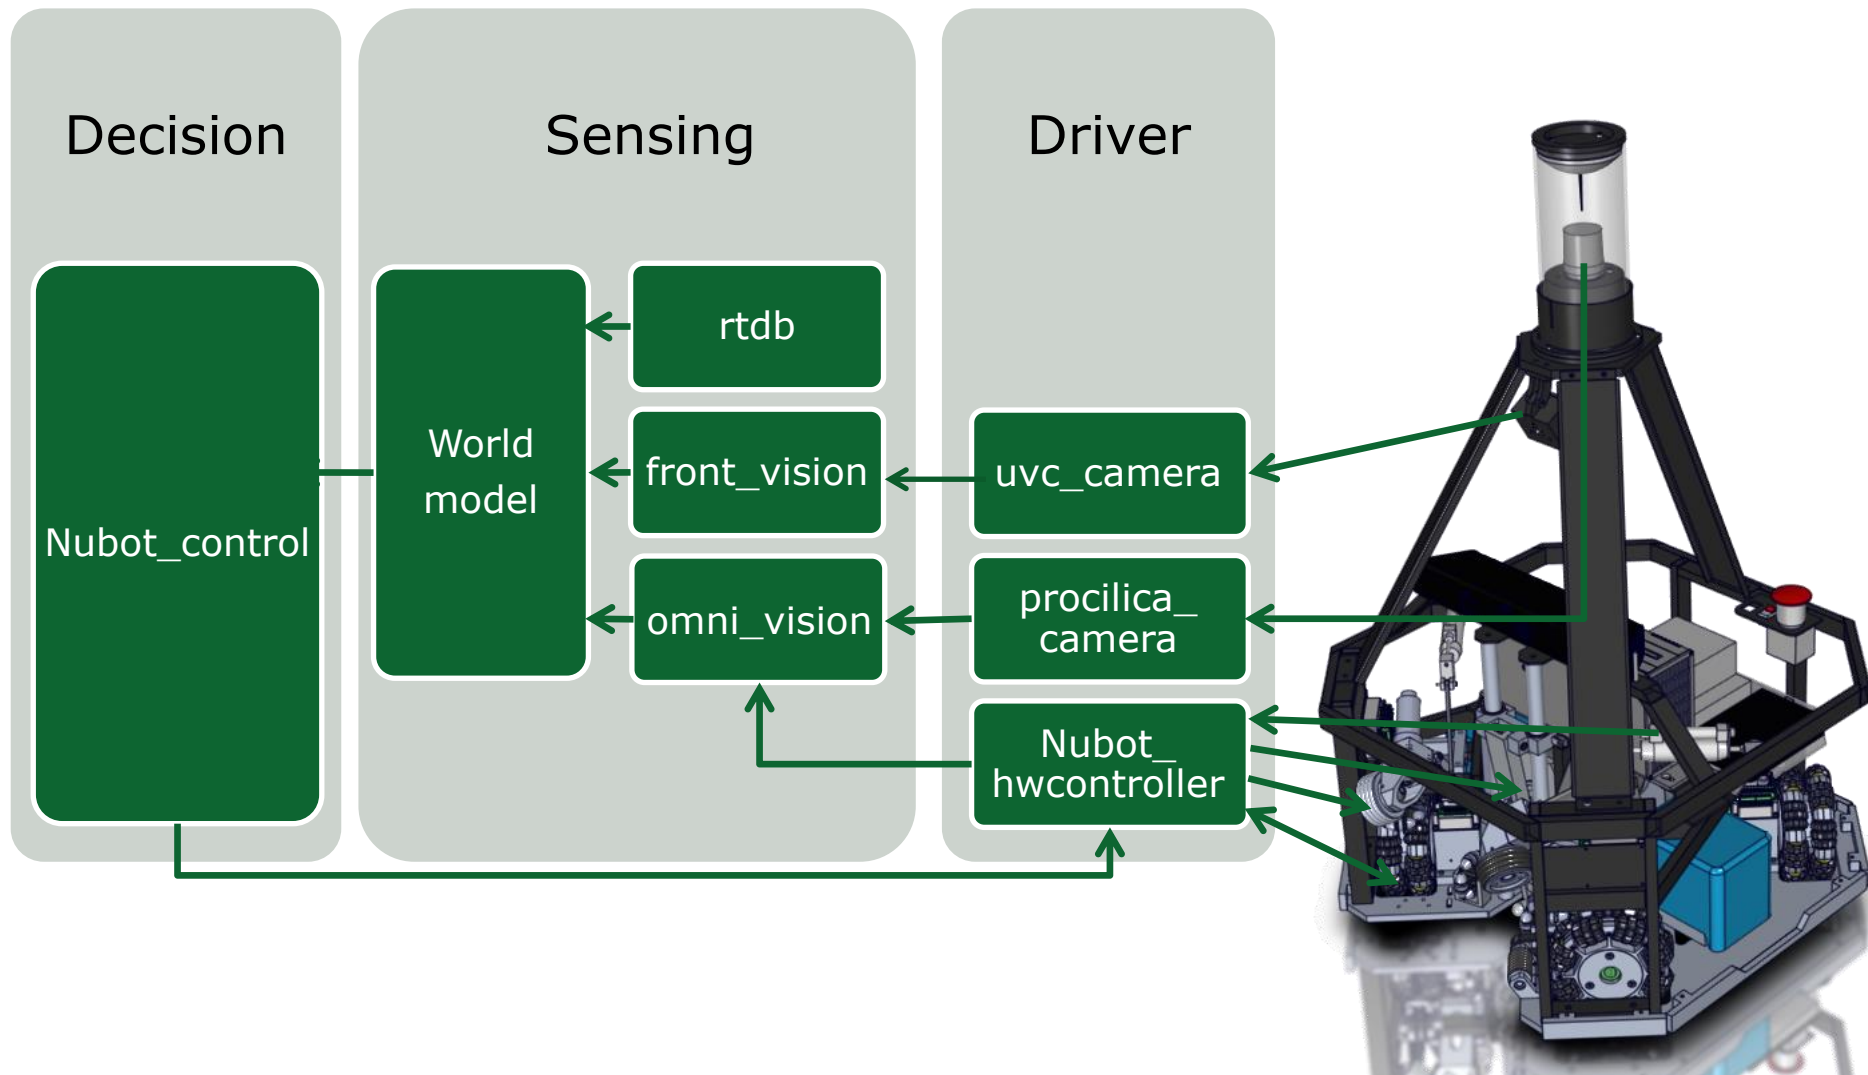 Decision
Sensing
Driver
Nubot_control
World
model
rtdb
front_vision
omni_vision
uvc_camera
procilica_
camera
Nubot_
hwcontroller